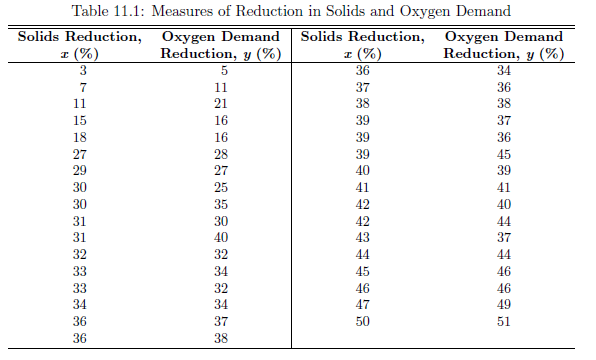 Table 11.1: Measures of Reduction in Solids and Oxygen Demand
Solids Reduction, Oxygen Demand Solids Reduction, Oxygen Demand
x (%) Reduction, y (%) x (%) Reduction, y (%)
3 5 36 34
7 11 37 36
11 21 38 38
15 16 39 37
18 16 39 36
27 28 39 45
29 27 40 39
30 25 41 41
30 35 42 40
31 30 42 44
31 40 43 37
32 32 44 44
33 34 45 46
33 32 46 46
34 34 47 49
36 37 50 51
36 38